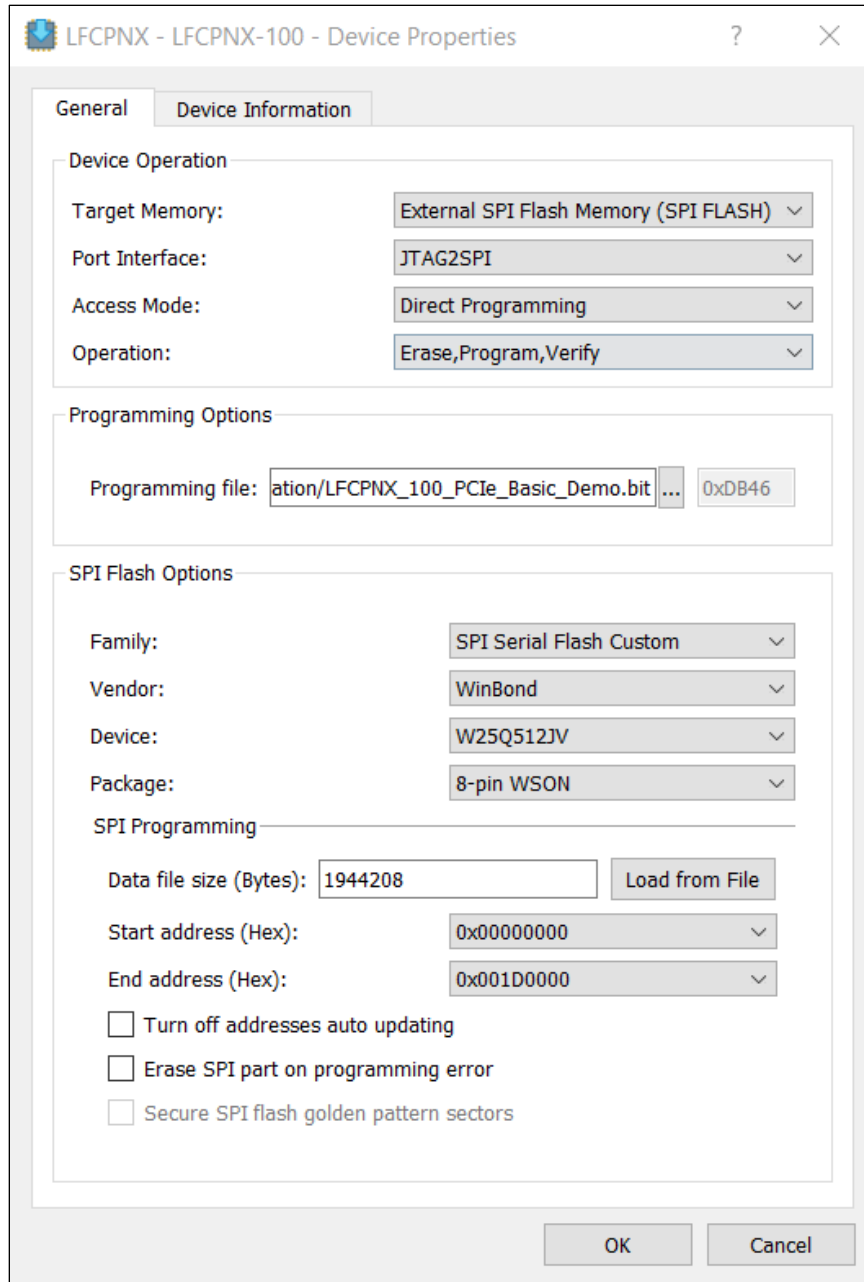 LFCPNX - LFCPNX-100 - Device Properties ?
General Device Information
Device Operation
Target Memory: External SPI Flash Memory (SPI FLASH)
Port Interface: JTAG2SPI
Access Mode: Direct Programming
Operation: Erase,Program,Verify
Programming Options
Programming file: ation/LFCPNX_100_PCIe_Basic_Demo.bit ... 0xDB46
SPI Flash Options
Family: SPI Serial Flash Custom
Vendor: WinBond
Device: W25Q512JV
Package: 8-pin WSON
SPI Programming
Data file size (Bytes): 1944208 Load from File
Start address (Hex): 0x00000000
End address (Hex): 0x001D0000
Turn off addresses auto updating
Erase SPI part on programming error
Secure SPI flash golden pattern sectors
OK Cancel